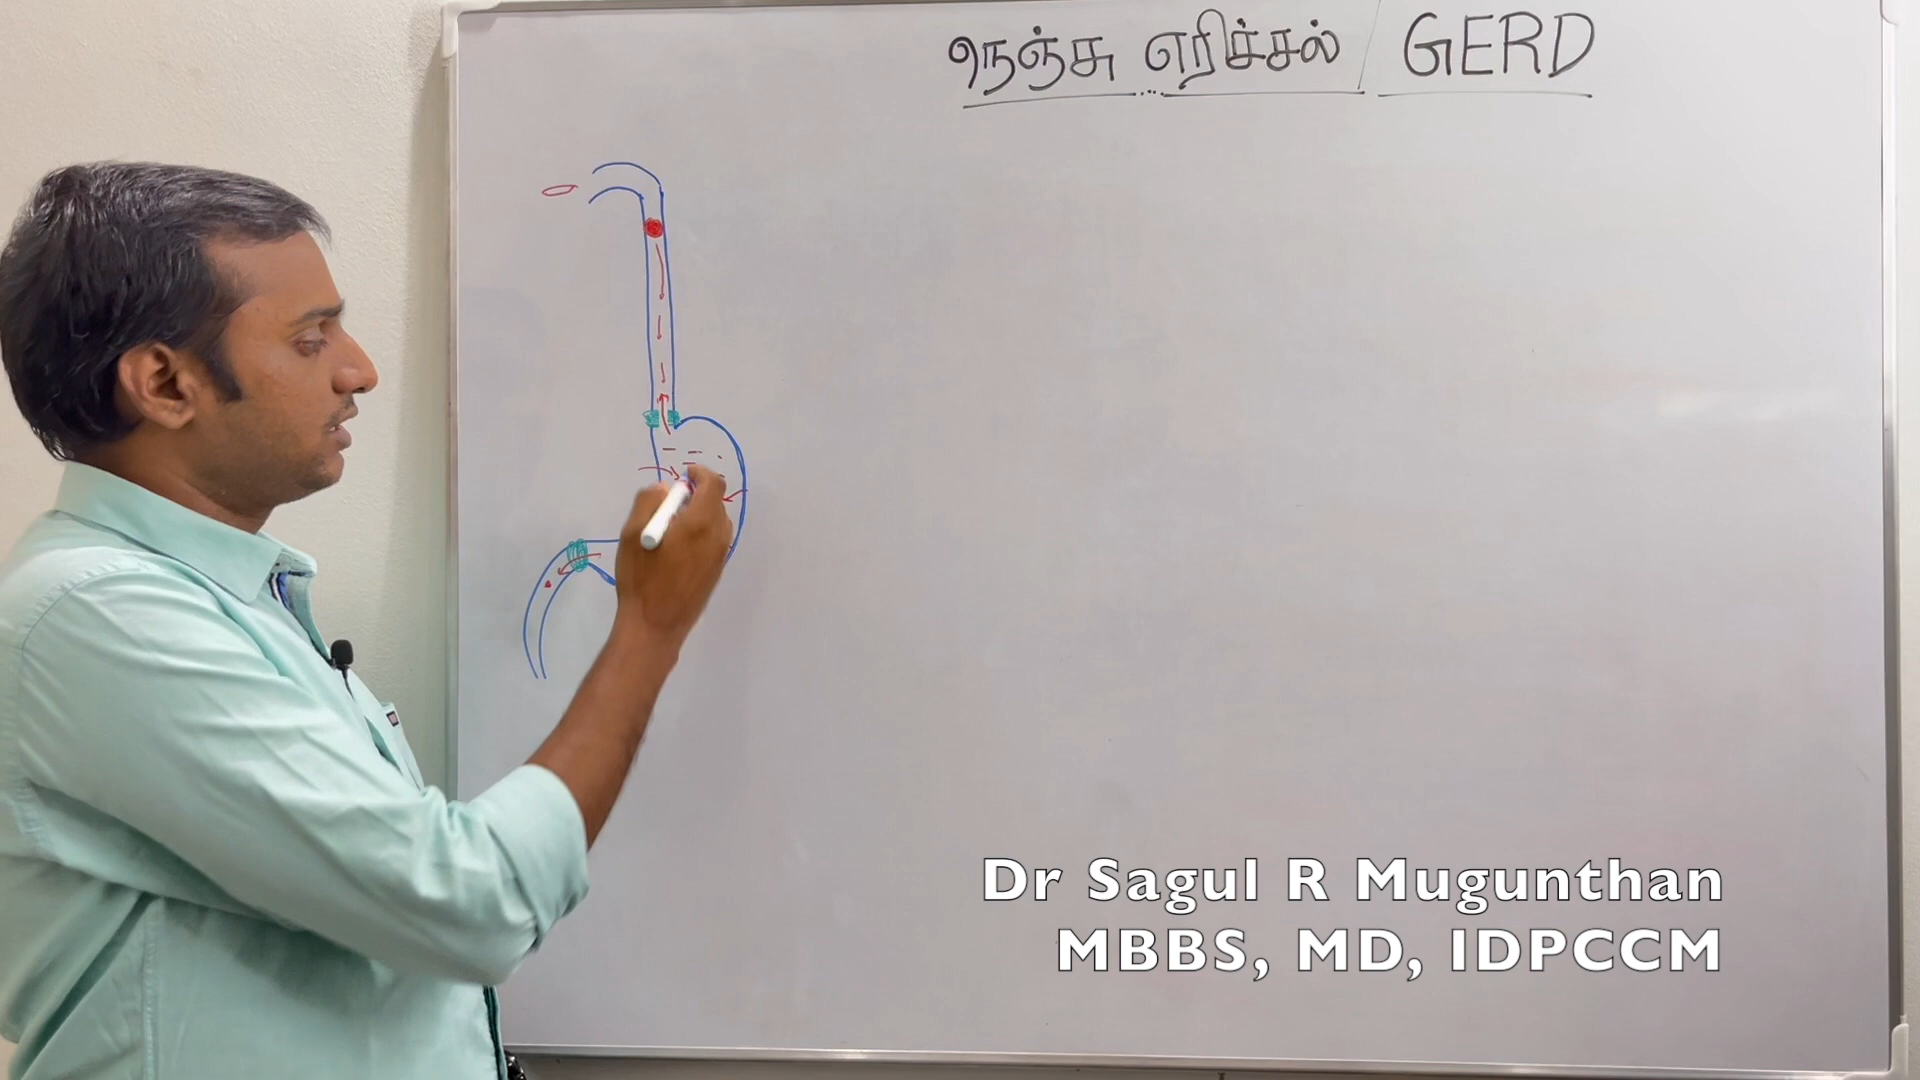 நெஞ்சு எரிச்சல் / GERD
Dr Sagul R Mugunthan
MBBS, MD, IDPCCM